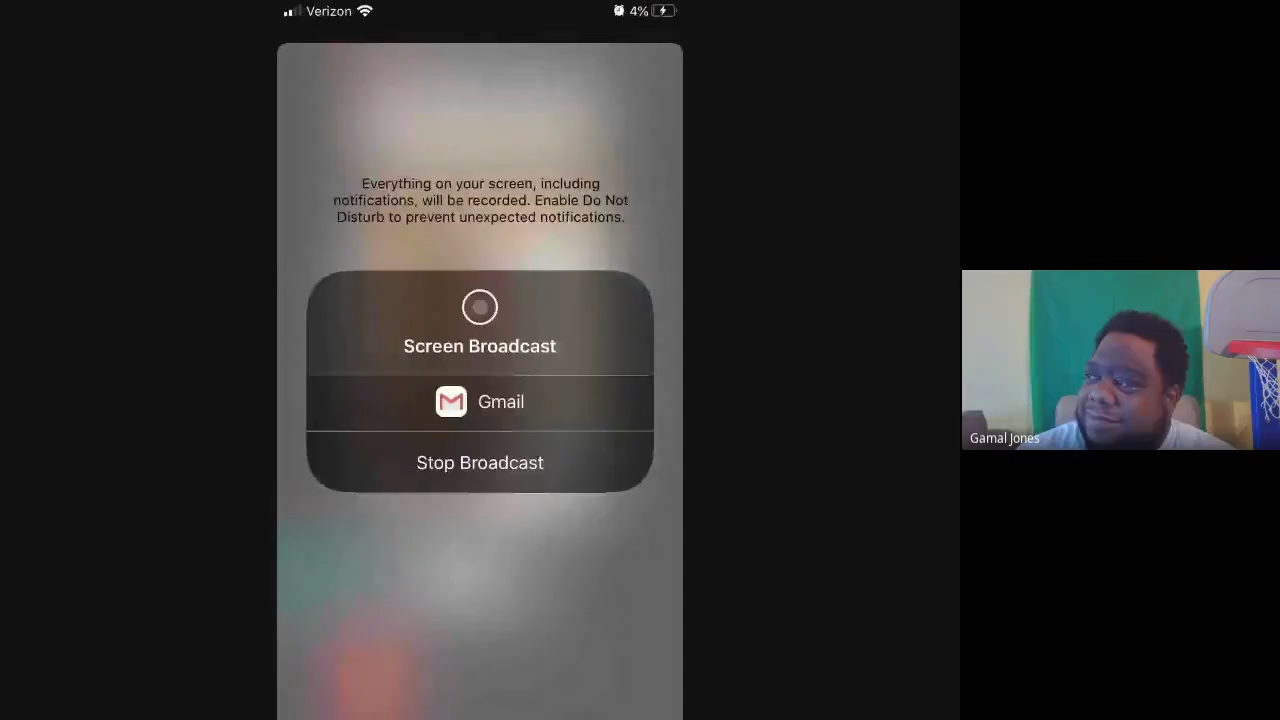 Verizon
4%
Everything on your screen, including
notifications, will be recorded. Enable Do Not
Disturb to prevent unexpected notifications.
Screen Broadcast
Gmail
Stop Broadcast
Gamal Jones